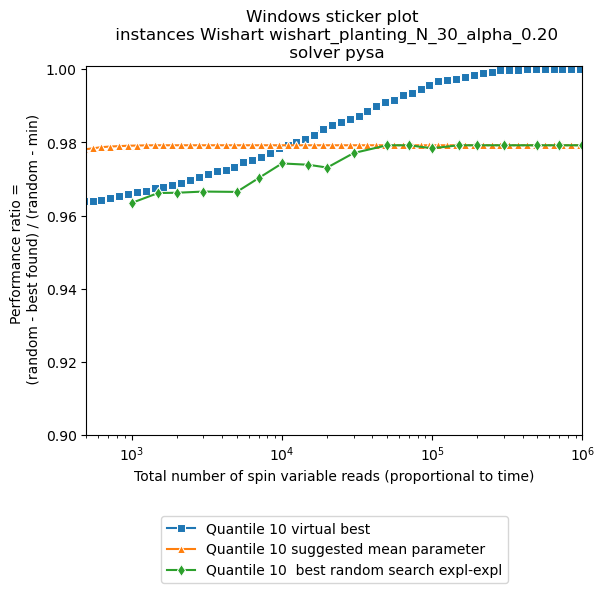 Windows sticker plot
instances Wishart wishart_planting_N_30_alpha_0.20
solver pysa
Performance ratio =
(random - best found) / (random - min)
1.00
0.98
0.96
0.94
0.92
0.90
10³
10⁴
10⁵
10⁶
Total number of spin variable reads (proportional to time)
Quantile 10 virtual best
Quantile 10 suggested mean parameter
Quantile 10  best random search expl-expl